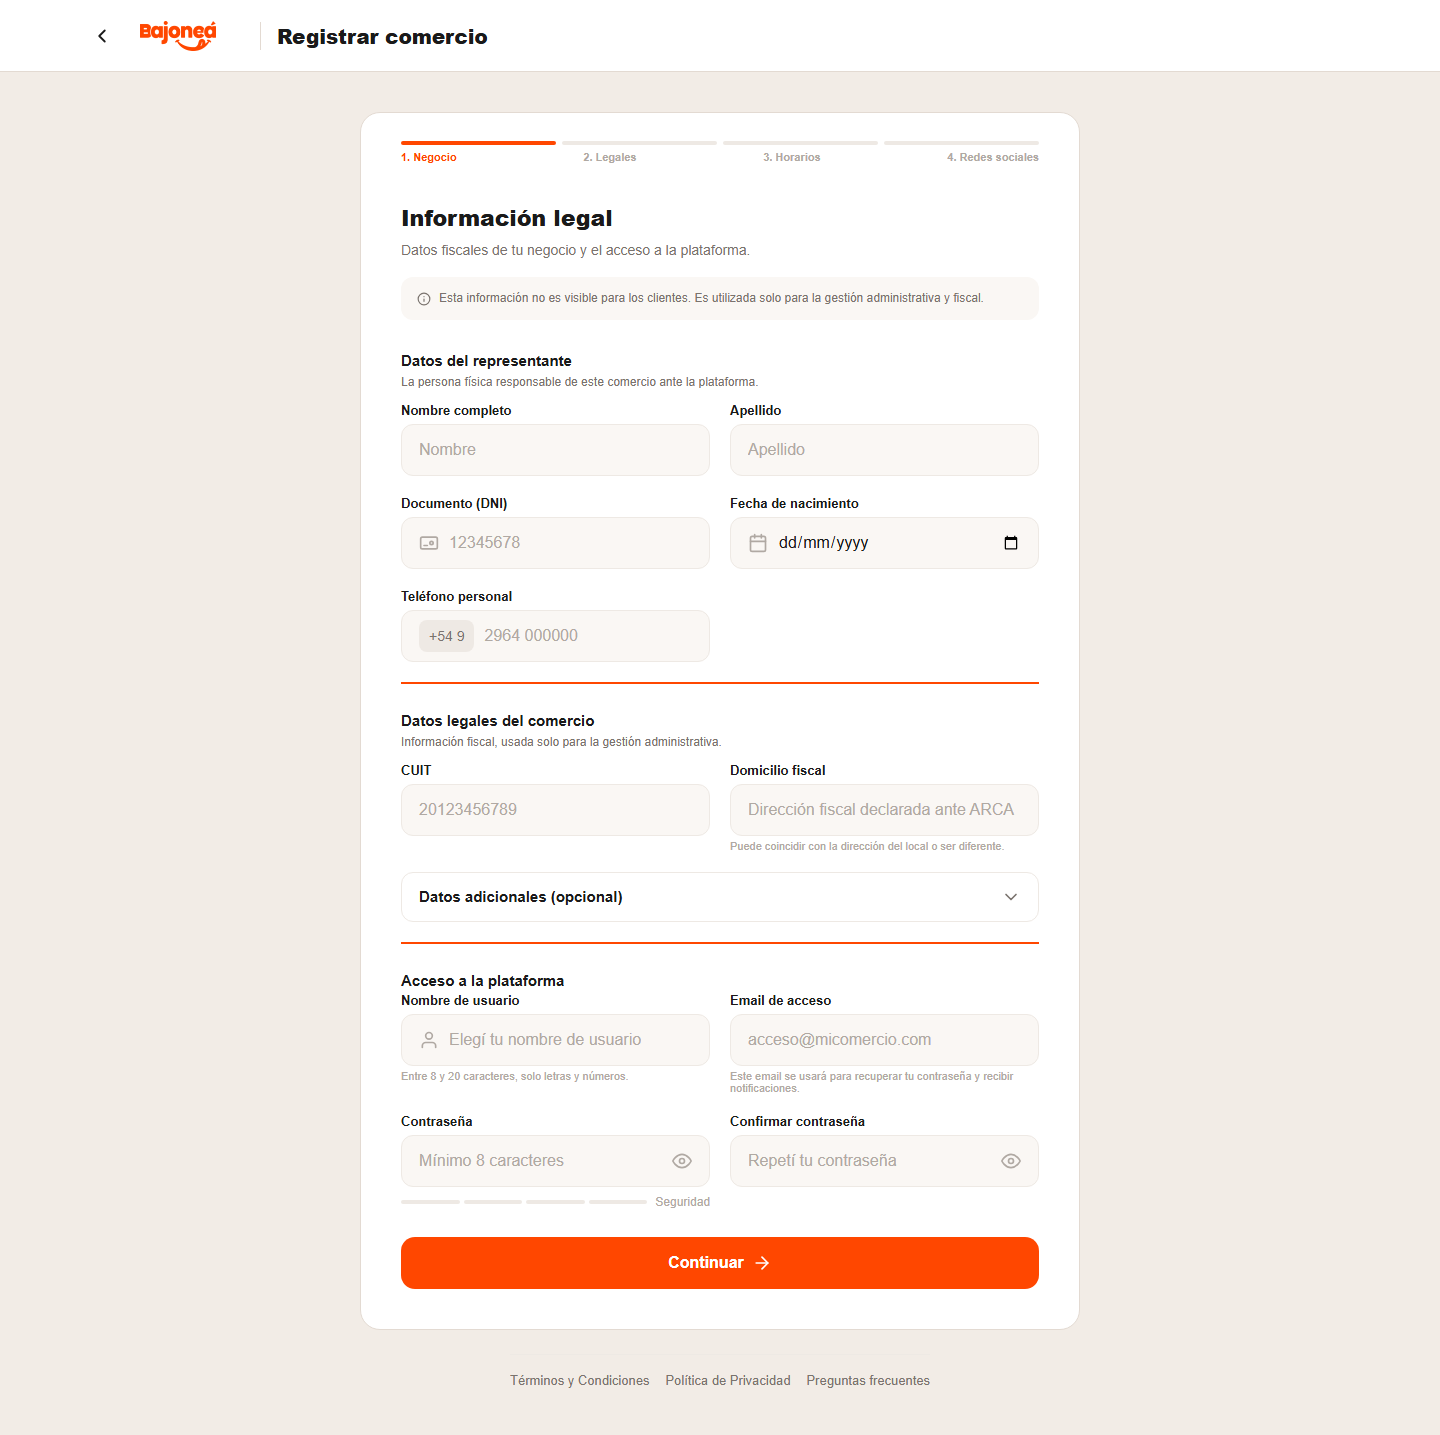 Bajoneá
Registrar comercio
1. Negocio
2. Legales
3. Horarios
4. Redes sociales
Información legal
Datos fiscales de tu negocio y el acceso a la plataforma.
Esta información no es visible para los clientes. Es utilizada solo para la gestión administrativa y fiscal.
Datos del representante
La persona física responsable de este comercio ante la plataforma.
Nombre completo
Apellido
Nombre
Apellido
Documento (DNI)
Fecha de nacimiento
12345678
dd/mm/yyyy
Teléfono personal
+54 9 2964 000000
Datos legales del comercio
Información fiscal, usada solo para la gestión administrativa.
CUIT
Domicilio fiscal
20123456789
Dirección fiscal declarada ante ARCA
Puede coincidir con la dirección del local o ser diferente.
Datos adicionales (opcional)
Acceso a la plataforma
Nombre de usuario
Email de acceso
Elegí tu nombre de usuario
acceso@micomercio.com
Entre 8 y 20 caracteres, solo letras y números.
Este email se usará para recuperar tu contraseña y recibir
notificaciones.
Contraseña
Confirmar contraseña
Mínimo 8 caracteres
Repetí tu contraseña
Seguridad
Continuar
Términos y Condiciones
Política de Privacidad
Preguntas frecuentes